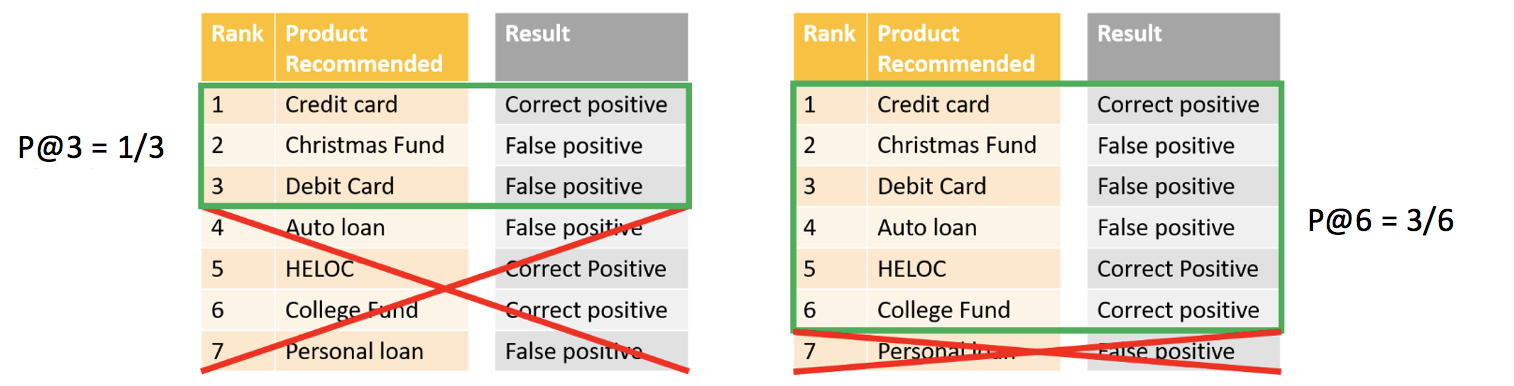 P@3 = 1/3
Rank Product Recommended Result
1 Credit card Correct positive
2 Christmas Fund False positive
3 Debit Card False positive
4 Auto loan False positive
5 HELOC Correct Positive
6 College Fund Correct positive
7 Personal loan False positive
Rank Product Recommended Result
1 Credit card Correct positive
2 Christmas Fund False positive
3 Debit Card False positive
4 Auto loan False positive
5 HELOC Correct Positive
6 College Fund Correct positive
7 Personal loan False positive
P@6 = 3/6